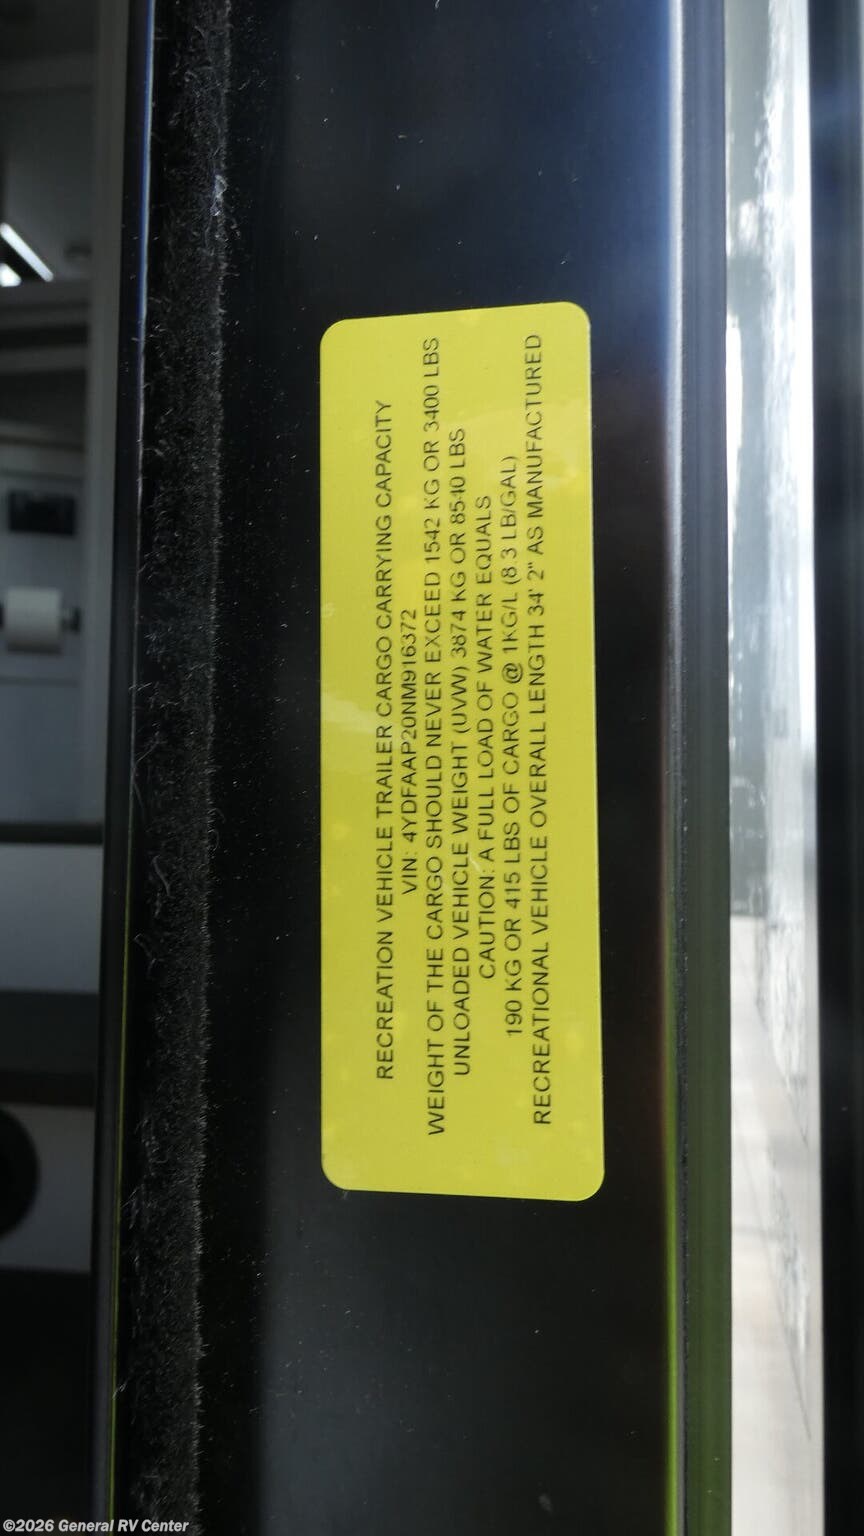 RECREATION VEHICLE TRAILER CARGO CARRYING CAPACITY
VIN: 4YDFAAP20NM916372
WEIGHT OF THE CARGO SHOULD NEVER EXCEED 1542 KG OR 3400 LBS
UNLOADED VEHICLE WEIGHT (UVW) 3874 KG OR 8540 LBS
CAUTION: A FULL LOAD OF WATER EQUALS
190 KG OR 415 LBS OF CARGO @ 1KG/L (8 3 LB/GAL)
RECREATIONAL VEHICLE OVERALL LENGTH 34' 2" AS MANUFACTURED
©2026 General RV Center